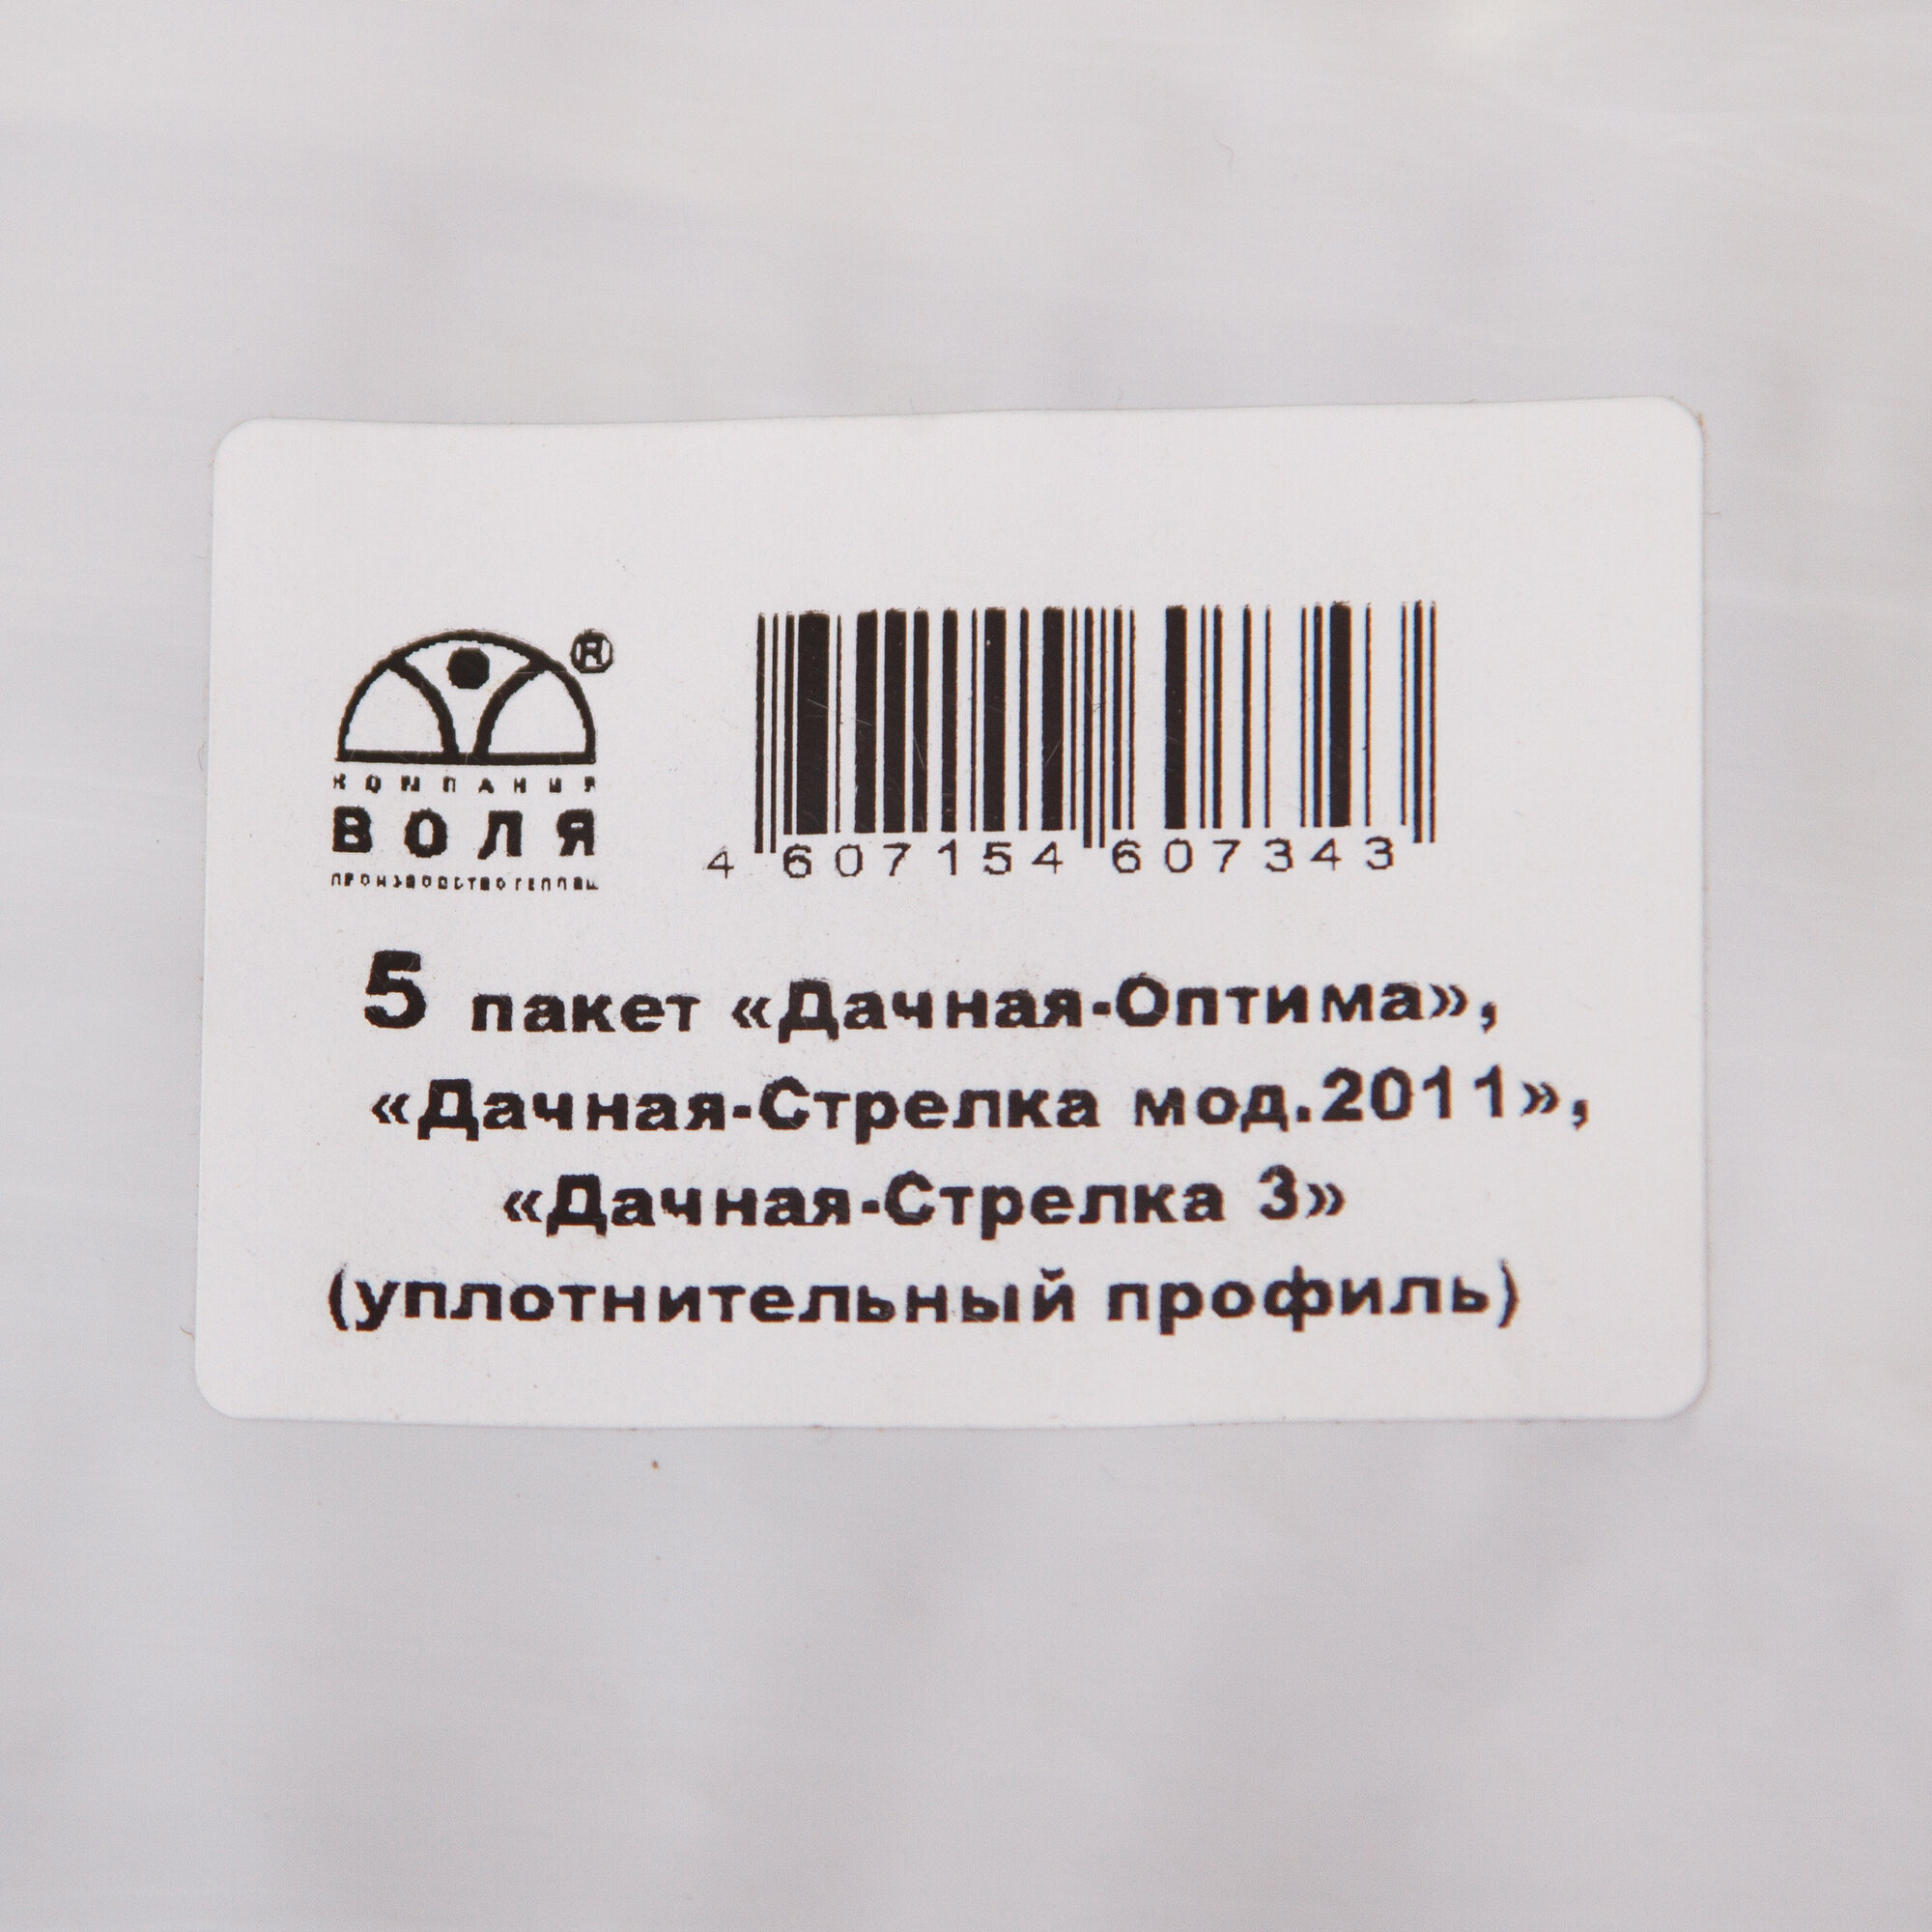 ®
КОМПАНИЯ
ВОЛЯ
ПРОИЗВОДСТВО ТЕПЛИЦ
4 607154 607343
5 пакет «Дачная-Оптима»,
«Дачная-Стрелка мод.2011»,
«Дачная-Стрелка 3»
(уплотнительный профиль)